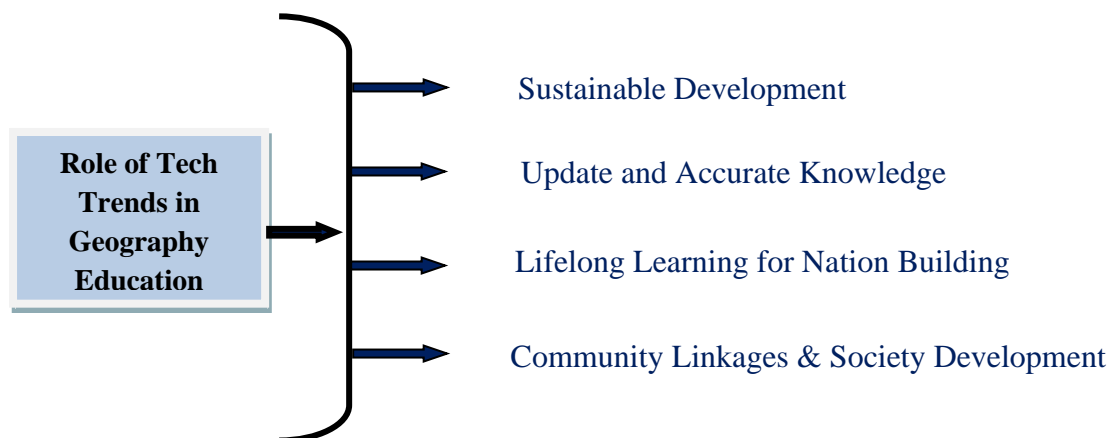 Role of Tech
Trends in
Geography
Education
Sustainable Development
Update and Accurate Knowledge
Lifelong Learning for Nation Building
Community Linkages & Society Development